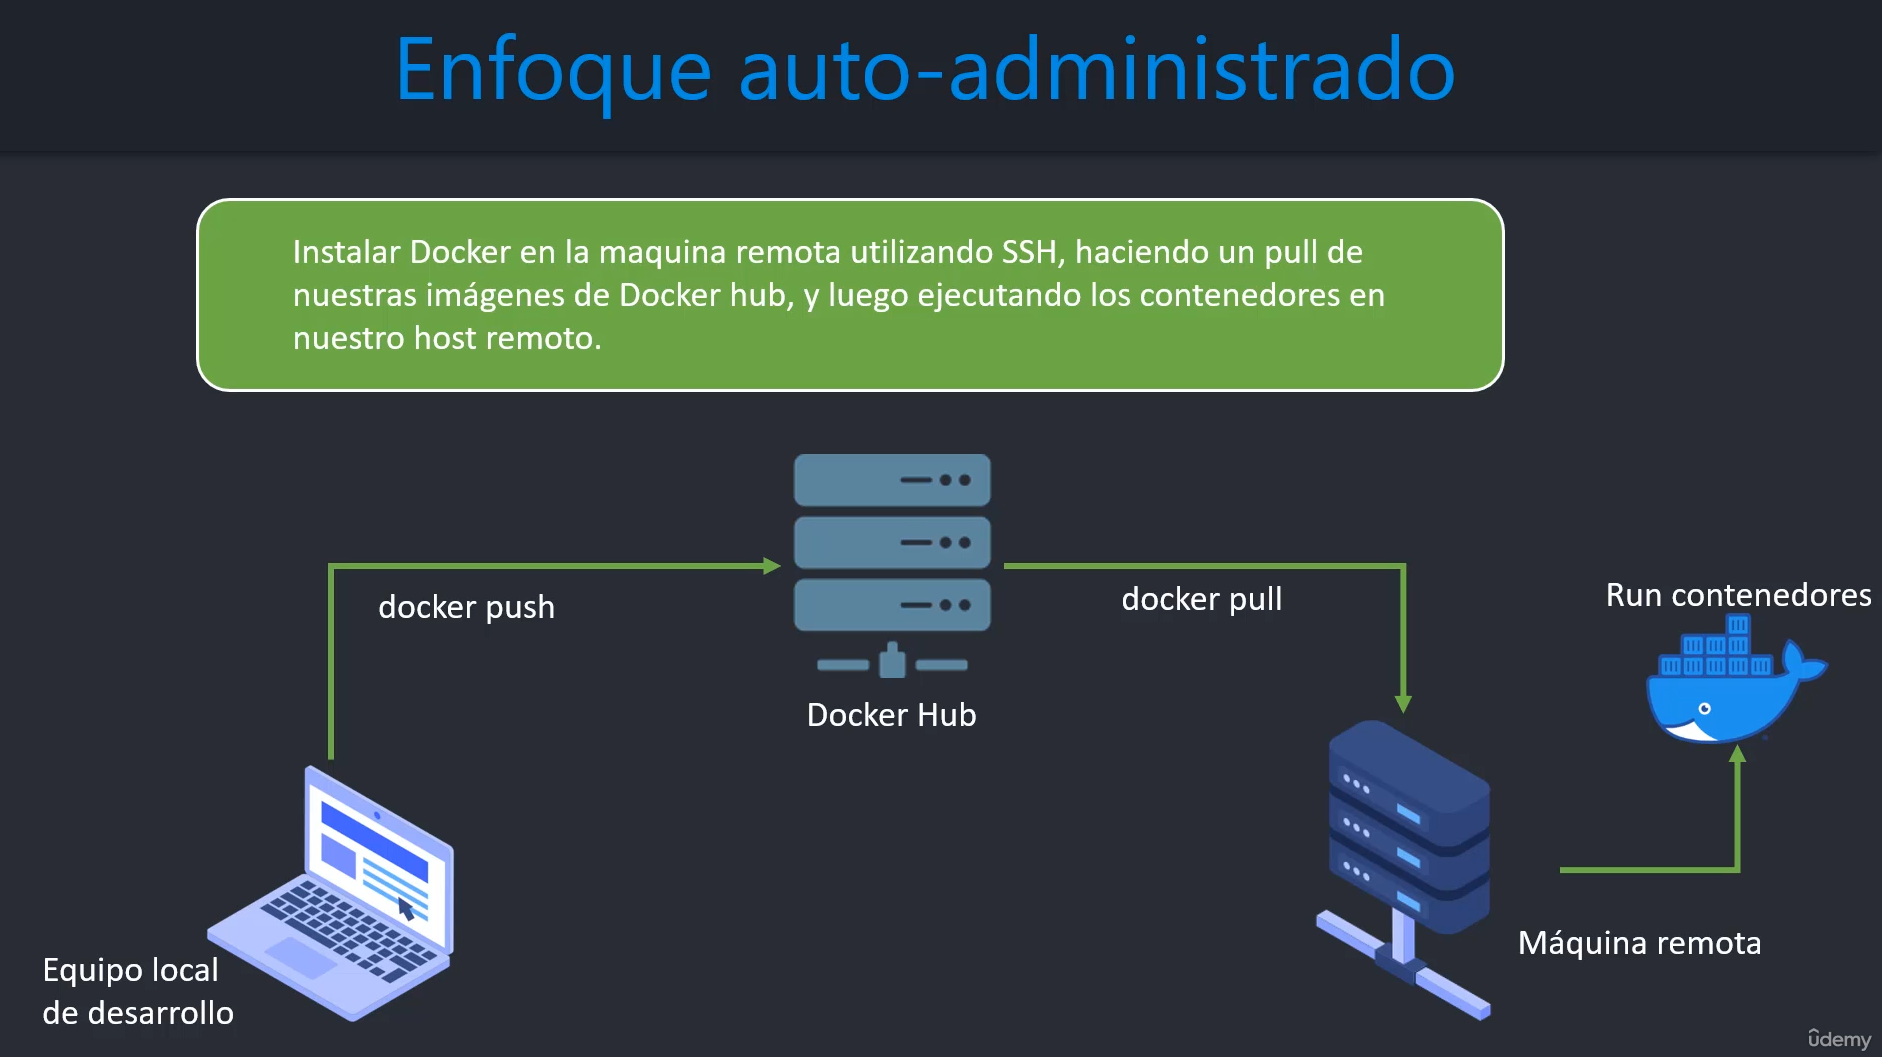 Enfoque auto-administrado
Instalar Docker en la maquina remota utilizando SSH, haciendo un pull de
nuestras imágenes de Docker hub, y luego ejecutando los contenedores en
nuestro host remoto.
docker push
docker pull
Run contenedores
Docker Hub
Máquina remota
Equipo local
de desarrollo
ûdemy